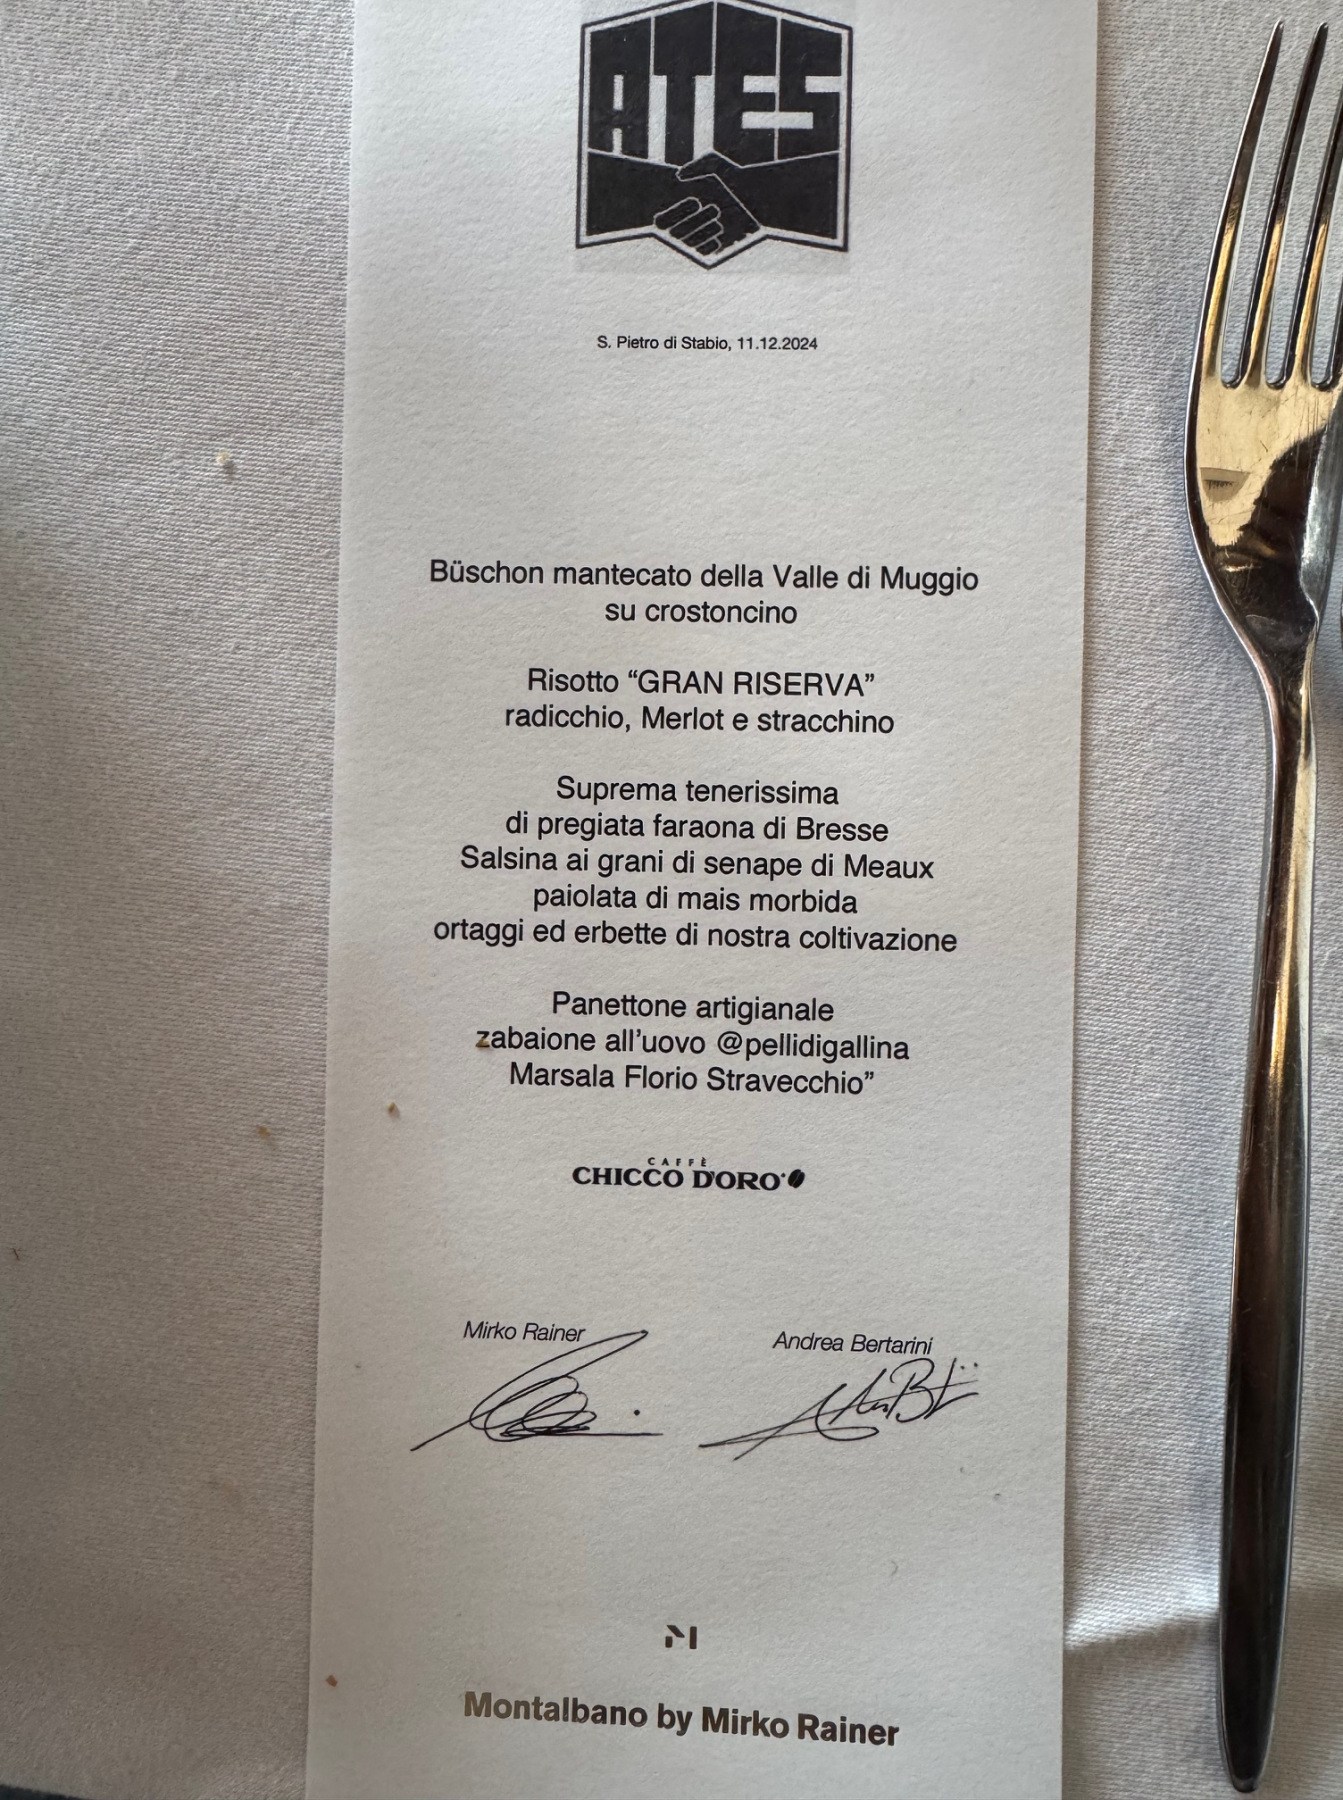 ATES
S. Pietro di Stabio, 11.12.2024
Büschon mantecato della Valle di Muggio
su crostoncino
Risotto “GRAN RISERVA”
radicchio, Merlot e stracchino
Suprema tenerissima
di pregiata faraona di Bresse
Salsina ai grani di senape di Meaux
paiolata di mais morbida
ortaggi ed erbette di nostra coltivazione
Panettone artigianale
zabaione all’uovo @pellidigallina
Marsala Florio Stravecchio”
CAFFÈ
CHICCO D'ORO
Mirko Rainer
Andrea Bertarini
Montalbano by Mirko Rainer